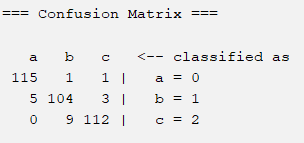 === Confusion Matrix ===
a b c <-- classified as
115 1 1 | a = 0
5 104 3 | b = 1
0 9 112 | c = 2